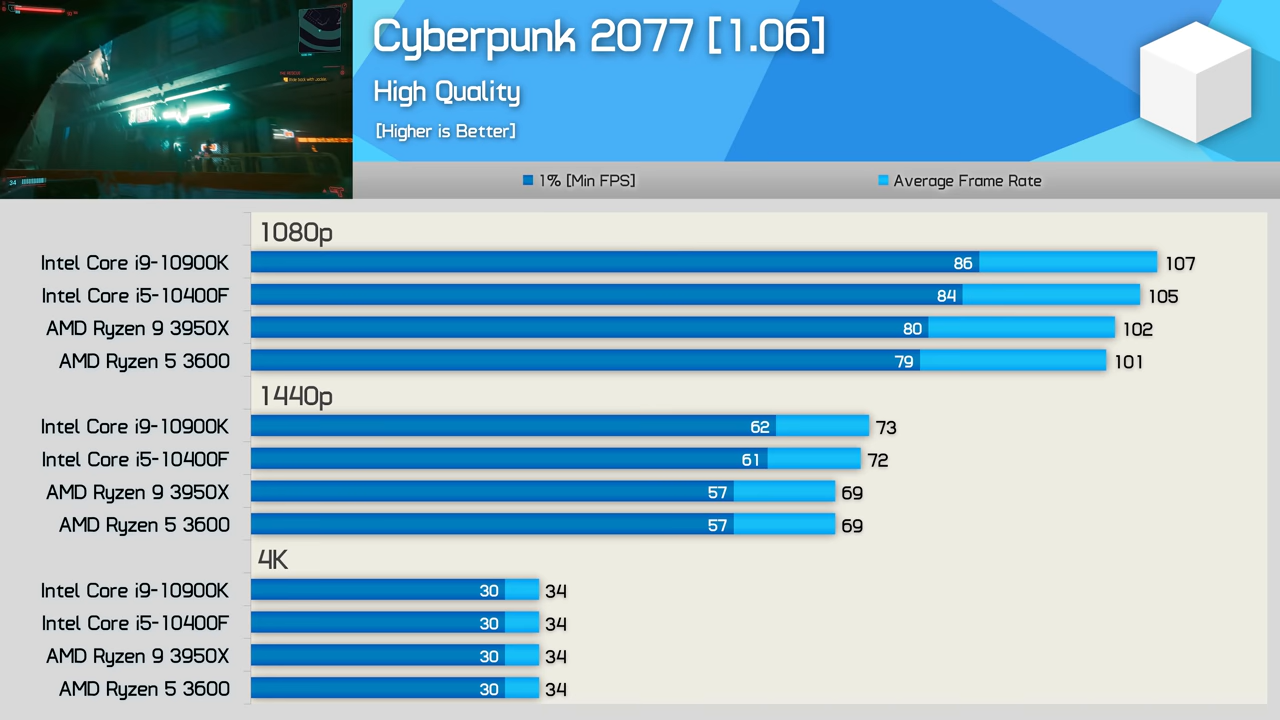 Cyberpunk 2077 [1.06]
High Quality
[Higher is Better]
1% [Min FPS] Average Frame Rate
1080p
Intel Core i9-10900K 86 107
Intel Core i5-10400F 84 105
AMD Ryzen 9 3950X 80 102
AMD Ryzen 5 3600 79 101
1440p
Intel Core i9-10900K 62 73
Intel Core i5-10400F 61 72
AMD Ryzen 9 3950X 57 69
AMD Ryzen 5 3600 57 69
4K
Intel Core i9-10900K 30 34
Intel Core i5-10400F 30 34
AMD Ryzen 9 3950X 30 34
AMD Ryzen 5 3600 30 34